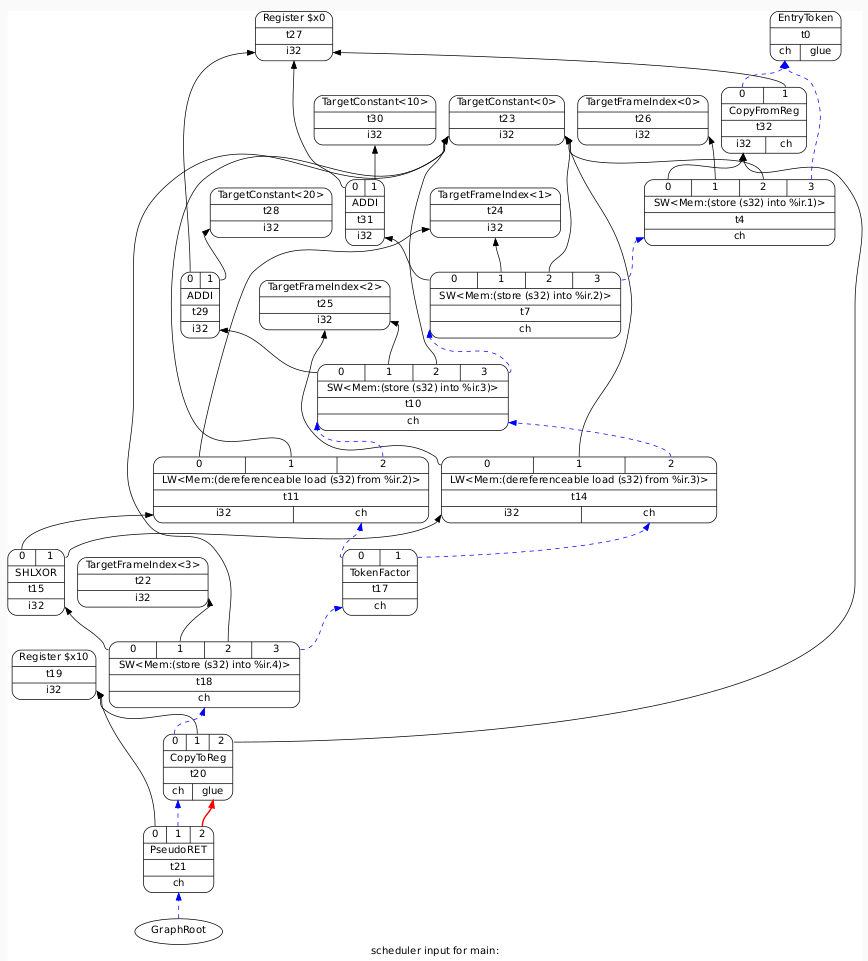 Register $x0
t27
i32
EntryToken
t0
ch glue
0 1
CopyFromReg
t32
i32 ch
TargetConstant<10>
t30
i32
TargetConstant<0>
t23
i32
TargetFrameIndex<0>
t26
i32
0 1
ADDI
t31
i32
0 1 2 3
SW<Mem:(store (s32) into %ir.1)>
t4
ch
TargetConstant<20>
t28
i32
TargetFrameIndex<1>
t24
i32
0 1
ADDI
t29
i32
TargetFrameIndex<2>
t25
i32
0 1 2 3
SW<Mem:(store (s32) into %ir.2)>
t7
ch
0 1 2 3
SW<Mem:(store (s32) into %ir.3)>
t10
ch
0 1 2
LW<Mem:(dereferenceable load (s32) from %ir.2)>
t11
i32 ch
0 1 2
LW<Mem:(dereferenceable load (s32) from %ir.3)>
t14
i32 ch
0 1
SHLXOR
t15
i32
TargetFrameIndex<3>
t22
i32
0 1
TokenFactor
t17
ch
Register $x10
t19
i32
0 1 2 3
SW<Mem:(store (s32) into %ir.4)>
t18
ch
0 1 2
CopyToReg
t20
ch glue
0 1 2
PseudoRET
t21
ch
GraphRoot
scheduler input for main: